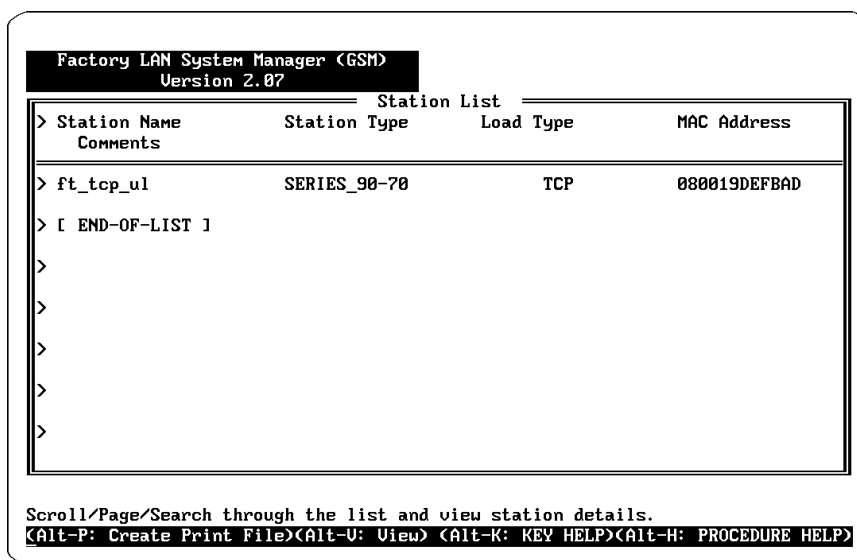 Factory LAN System Manager (GSM)
Version 2.07
Station List
> Station Name Station Type Load Type MAC Address
Comments
> ft_tcp_ul SERIES_90-70 TCP 080019DEFBAD
> [ END-OF-LIST ]
>
>
>
>
>
Scroll/Page/Search through the list and view station details.
(Alt-P: Create Print File)(Alt-V: View) (Alt-K: KEY HELP)(Alt-H: PROCEDURE HELP)